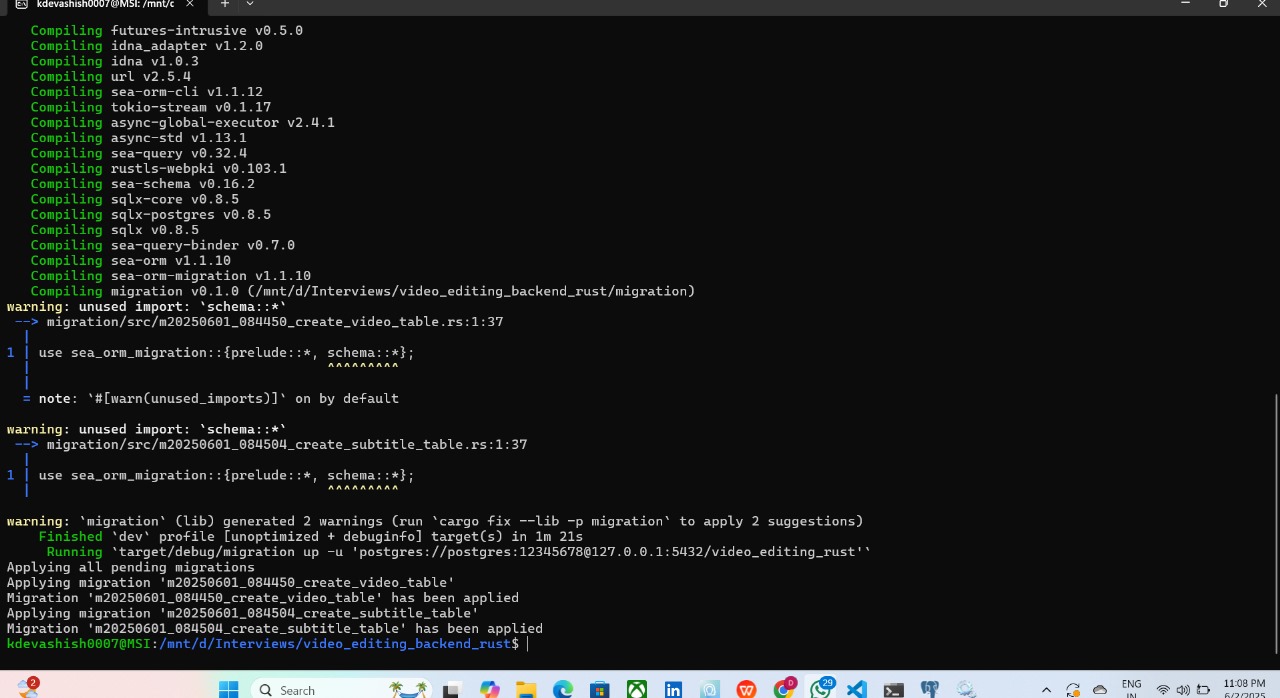 kdevashish0007@MSI: /mnt/c
Compiling futures-intrusive v0.5.0
Compiling idna_adapter v1.2.0
Compiling idna v1.0.3
Compiling url v2.5.4
Compiling sea-orm-cli v1.1.12
Compiling tokio-stream v0.1.17
Compiling async-global-executor v2.4.1
Compiling async-std v1.13.1
Compiling sea-query v0.32.4
Compiling rustls-webpki v0.103.1
Compiling sea-schema v0.16.2
Compiling sqlx-core v0.8.5
Compiling sqlx-postgres v0.8.5
Compiling sqlx v0.8.5
Compiling sea-query-binder v0.7.0
Compiling sea-orm v1.1.10
Compiling sea-orm-migration v1.1.10
Compiling migration v0.1.0 (/mnt/d/Interviews/video_editing_backend_rust/migration)
warning: unused import: `schema::*`
--> migration/src/m20250601_084450_create_video_table.rs:1:37
|
1 | use sea_orm_migration::{prelude::*, schema::*};
| ^^^^^^^^^
|
= note: `#[warn(unused_imports)]` on by default
warning: unused import: `schema::*`
--> migration/src/m20250601_084504_create_subtitle_table.rs:1:37
|
1 | use sea_orm_migration::{prelude::*, schema::*};
| ^^^^^^^^^
warning: `migration` (lib) generated 2 warnings (run `cargo fix --lib -p migration` to apply 2 suggestions)
Finished `dev` profile [unoptimized + debuginfo] target(s) in 1m 21s
Running `target/debug/migration up -u 'postgres://postgres:12345678@127.0.0.1:5432/video_editing_rust'`
Applying all pending migrations
Applying migration 'm20250601_084450_create_video_table'
Migration 'm20250601_084450_create_video_table' has been applied
Applying migration 'm20250601_084504_create_subtitle_table'
Migration 'm20250601_084504_create_subtitle_table' has been applied
kdevashish0007@MSI:/mnt/d/Interviews/video_editing_backend_rust$
2
Search
D
29
ENG
IN
11:08 PM
6/2/2025